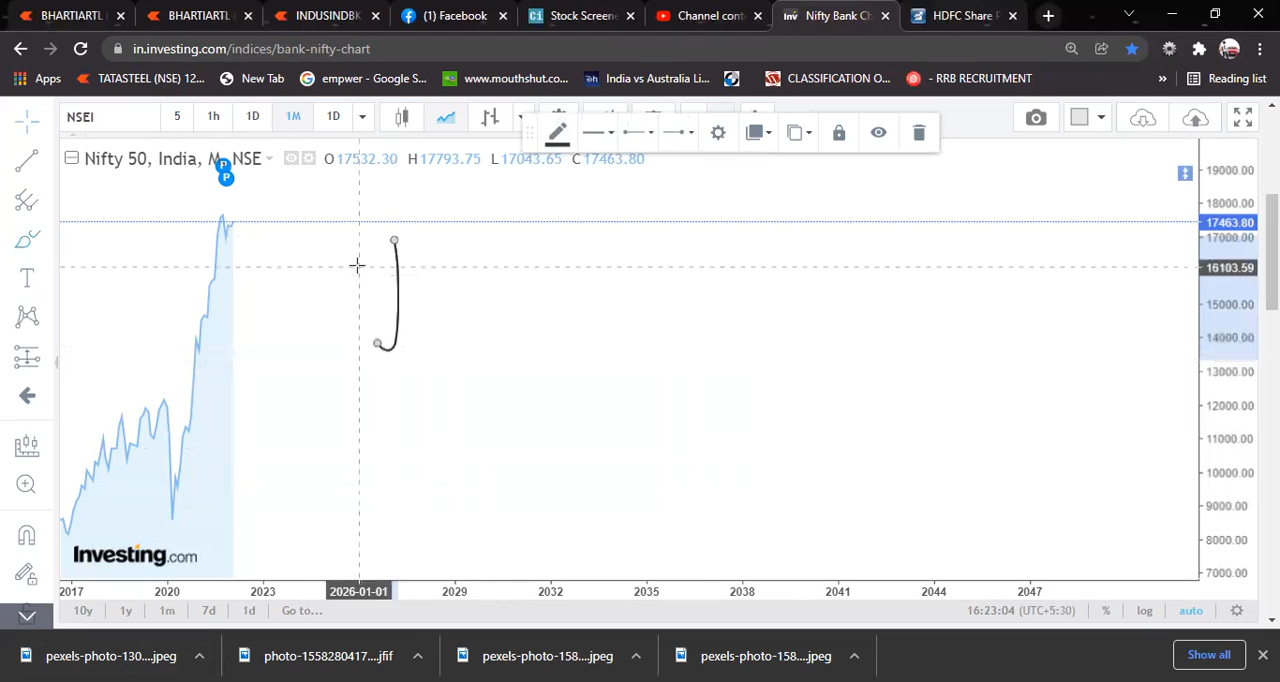 BHARTIARTL
BHARTIARTL
INDUSINDBK
(1) Facebook
Stock Screene
Channel cont
Nifty Bank Ch
HDFC Share P
in.investing.com/indices/bank-nifty-chart
Apps
TATASTEEL (NSE) 12...
New Tab
empwer - Google S...
www.mouthshut.co...
India vs Australia Li...
CLASSIFICATION O...
- RRB RECRUITMENT
»
Reading list
NSEI
5
1h
1D
1M
1D
Nifty 50, India, M, NSE
O 17532.30 H 17793.75 L 17043.65 C 17463.80
P
P
19000.00
18000.00
17463.80
17000.00
16103.59
15000.00
14000.00
13000.00
12000.00
11000.00
10000.00
9000.00
8000.00
7000.00
Investing.com
2017 2020 2023 2026-01-01 2029 2032 2035 2038 2041 2044 2047
10y 1y 1m 7d 1d Go to... 16:23:04 (UTC+5:30) % log auto
pexels-photo-130....jpeg
photo-1558280417....jfif
pexels-photo-158....jpeg
pexels-photo-158....jpeg
Show all